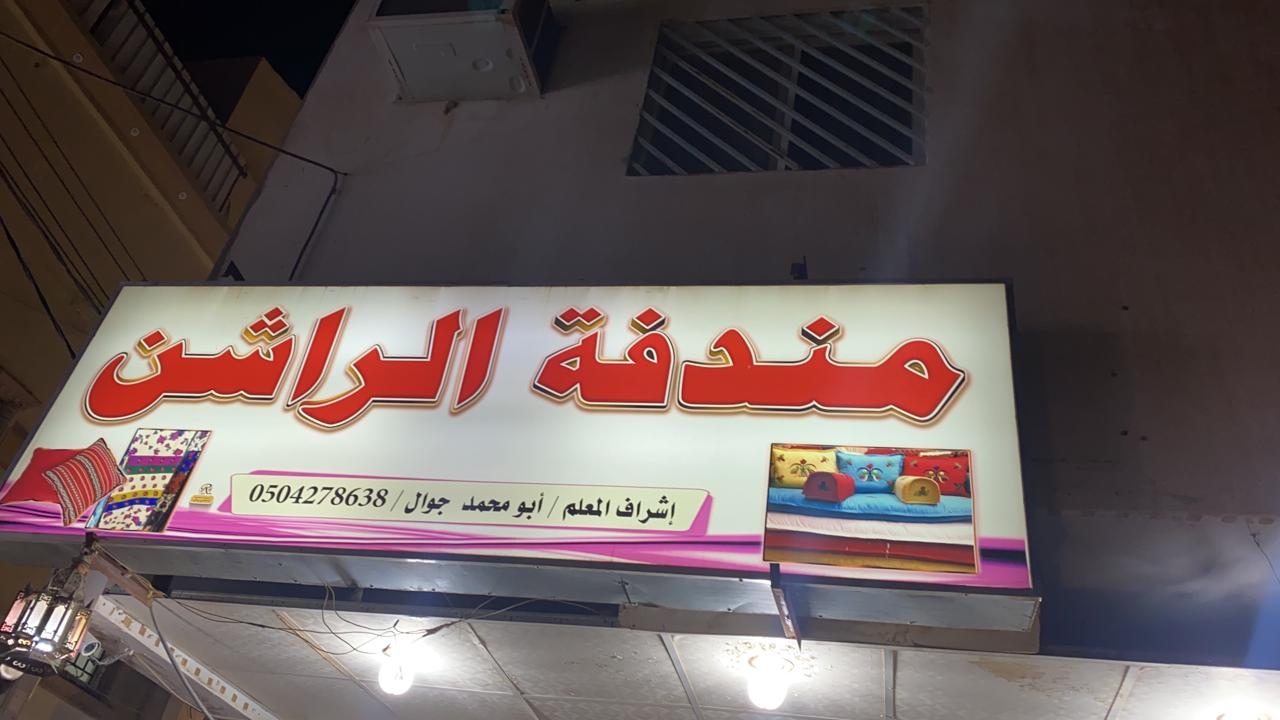 مندفة الراشن
إشراف المعلم / أبو محمد جوال / 0504278638